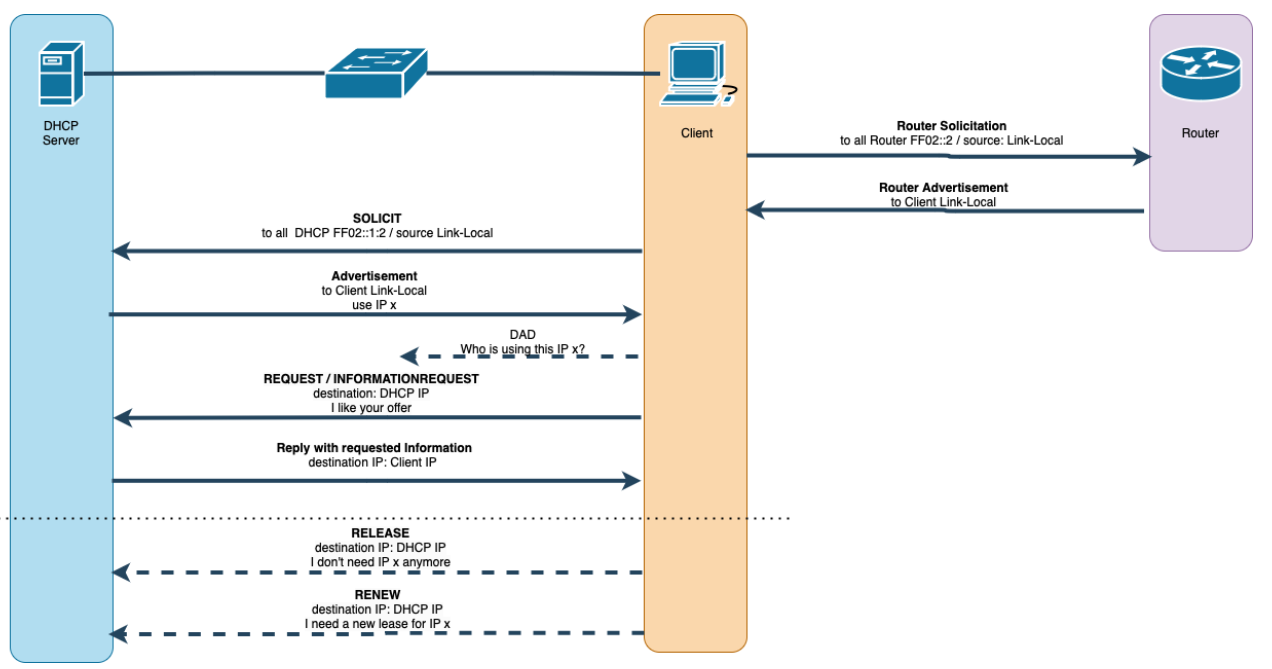 DHCP
Server
Client
Router
Router Solicitation
to all Router FF02::2 / source: Link-Local
Router Advertisement
to Client Link-Local
SOLICIT
to all DHCP FF02::1:2 / source Link-Local
Advertisement
to Client Link-Local
use IP x
DAD
Who is using this IP x?
REQUEST / INFORMATIONREQUEST
destination: DHCP IP
I like your offer
Reply with requested Information
destination IP: Client IP
RELEASE
destination IP: DHCP IP
I don't need IP x anymore
RENEW
destination IP: DHCP IP
I need a new lease for IP x